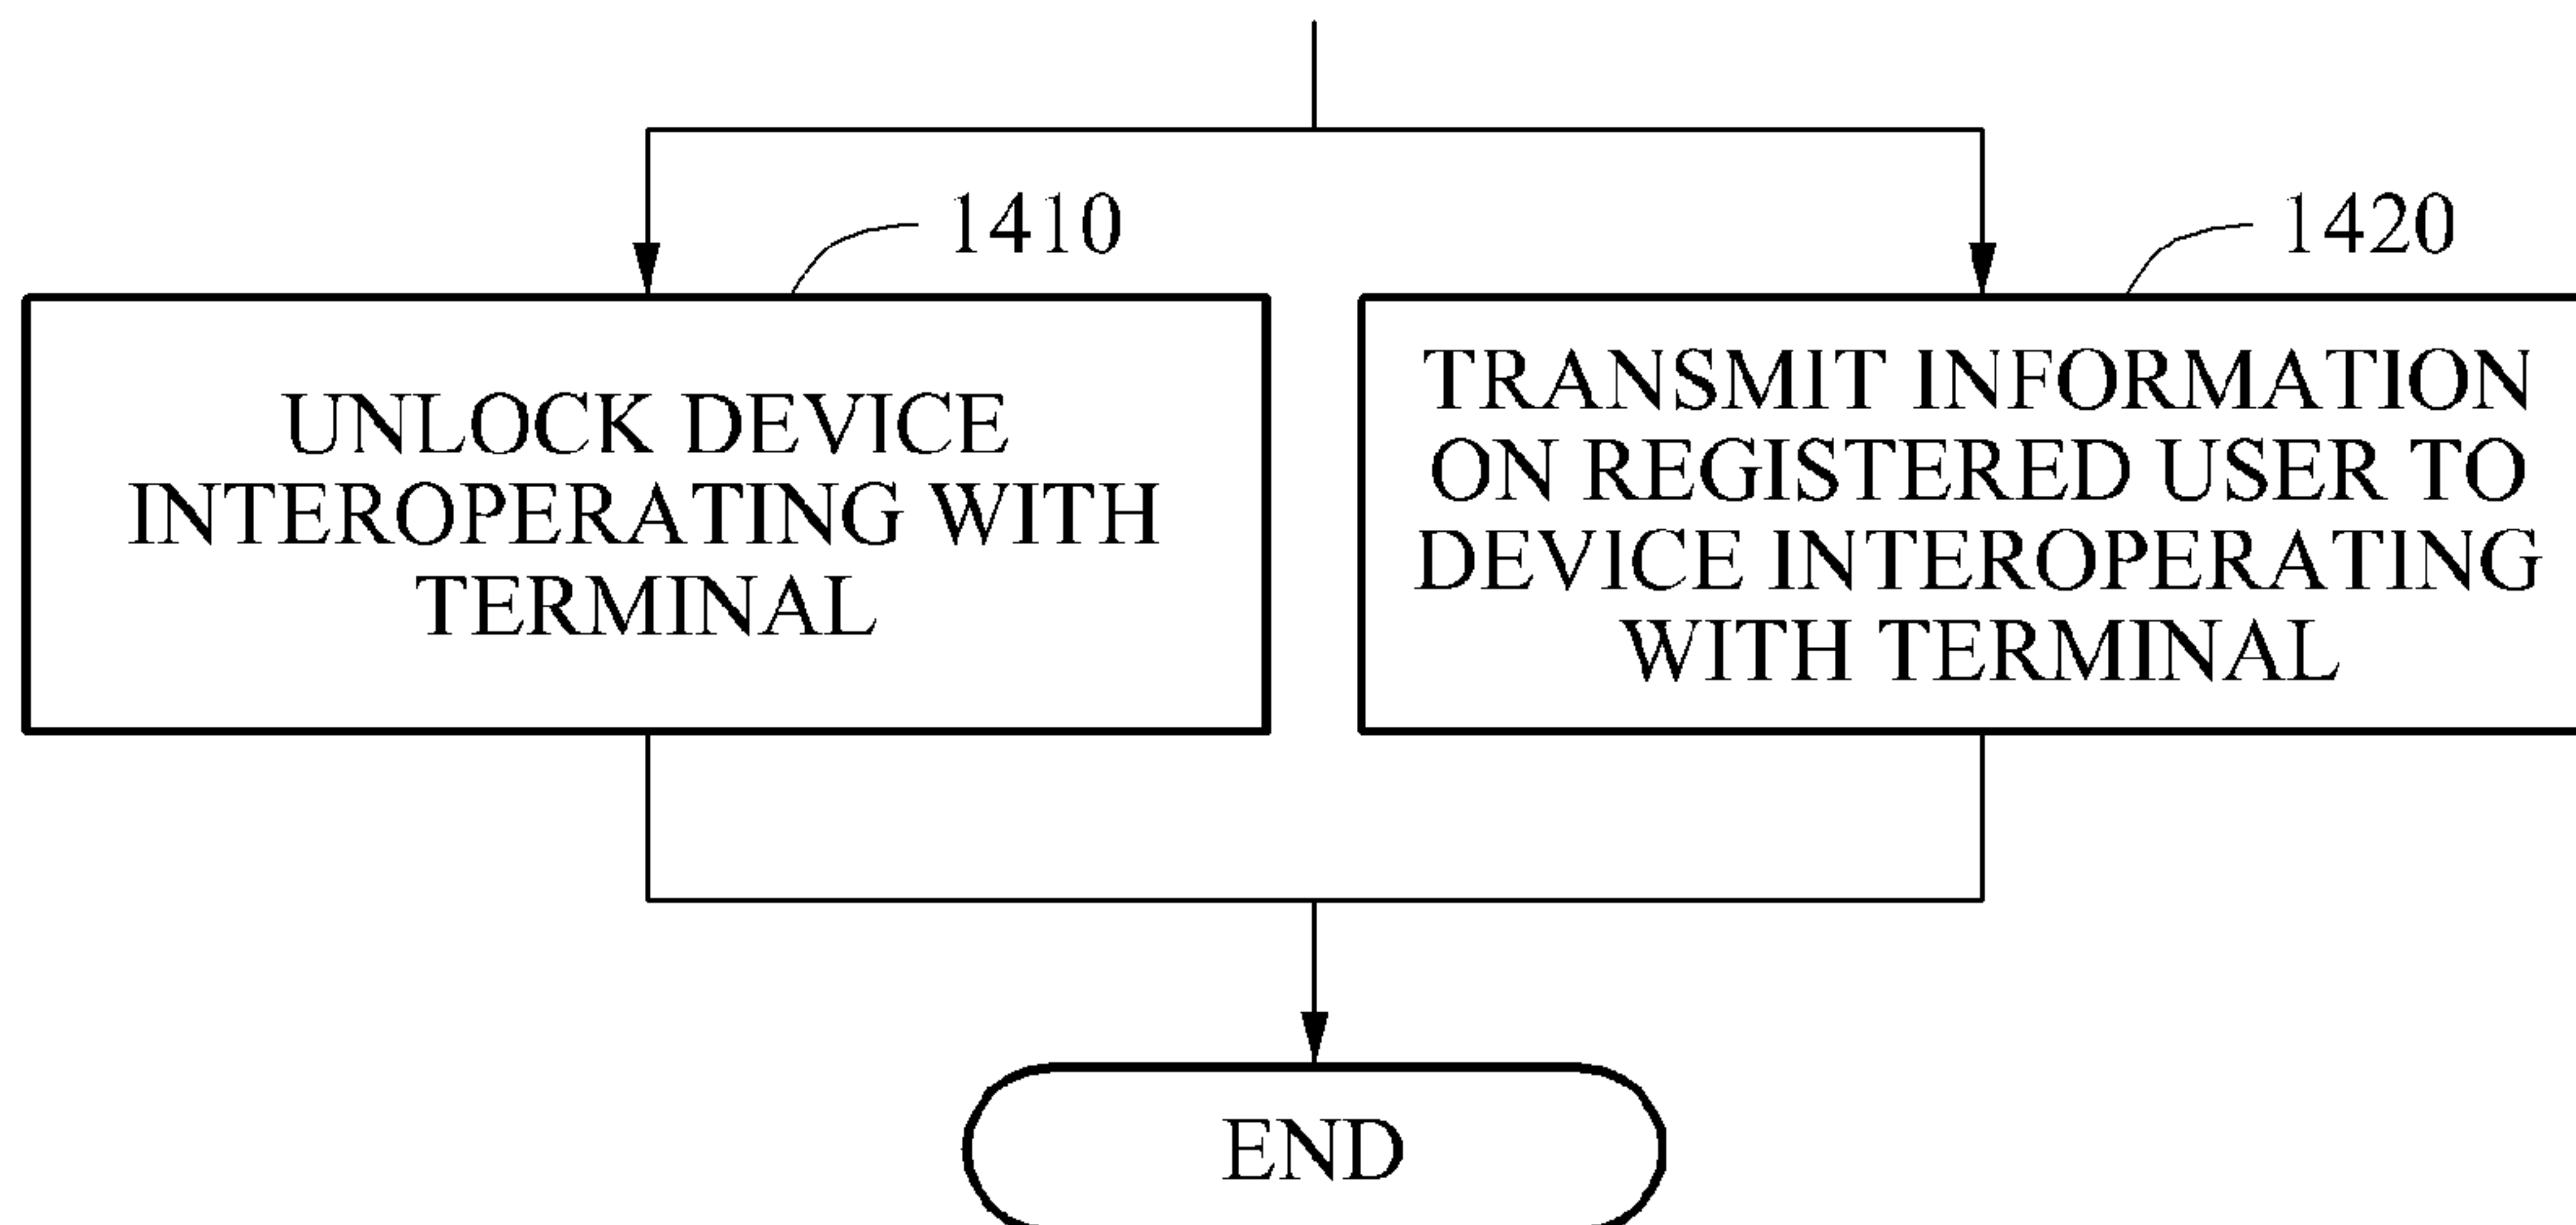 1410
1420
UNLOCK DEVICE
INTEROPERATING WITH
TERMINAL
TRANSMIT INFORMATION
ON REGISTERED USER TO
DEVICE INTEROPERATING
WITH TERMINAL
END